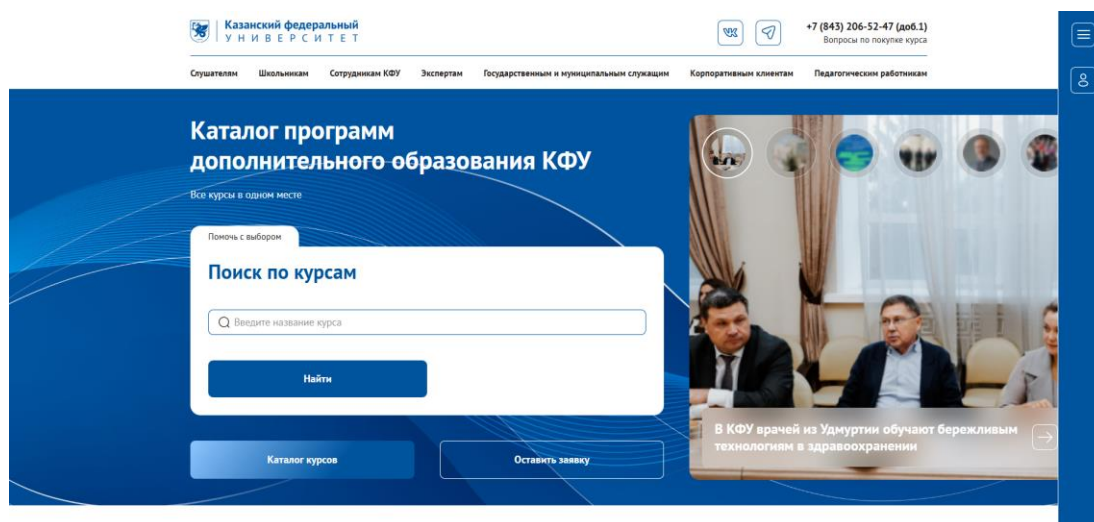 Казанский федеральный
УНИВЕРСИТЕТ
+7 (843) 206-52-47 (доб.1)
Вопросы по покупке курса
Слушателям Школьникам Сотрудникам КФУ Экспертам Государственным и муниципальным служащим Корпоративным клиентам Педагогическим работникам
Каталог программ
дополнительного образования КФУ
Все курсы в одном месте
Помочь с выбором
Поиск по курсам
Введите название курса
Найти
Каталог курсов
Оставить заявку
В КФУ врачей из Удмуртии обучают бережливым
технологиям в здравоохранении